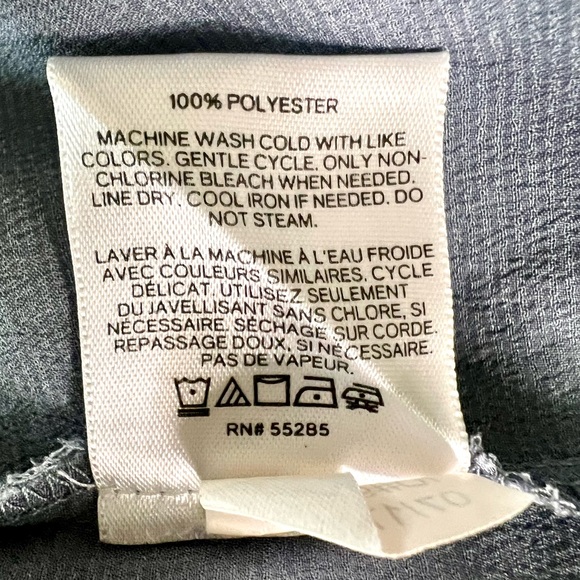 100% POLYESTER
MACHINE WASH COLD WITH LIKE
COLORS. GENTLE CYCLE. ONLY NON-
CHLORINE BLEACH WHEN NEEDED.
LINE DRY. COOL IRON IF NEEDED. DO
NOT STEAM.
LAVER À LA MACHINE À L'EAU FROIDE
AVEC COULEURS SIMILAIRES. CYCLE
DÉLICAT. UTILISEZ SEULEMENT
DU JAVELLISANT SANS CHLORE, SI
NÉCESSAIRE. SÉCHAGE SUR CORDE.
REPASSAGE DOUX, SI NÉCESSAIRE.
PAS DE VAPEUR.
RN# 55285